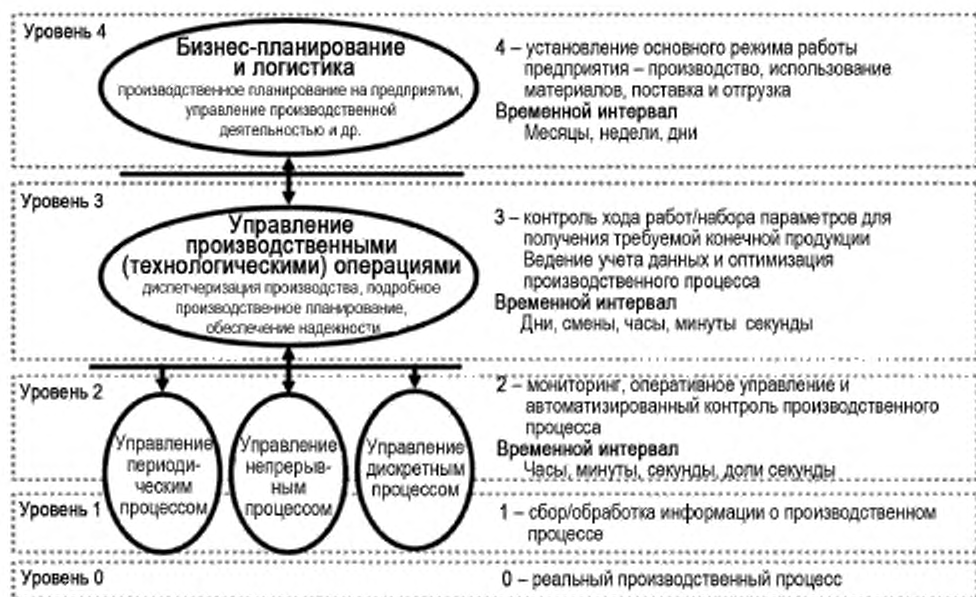 Уровень 4
Бизнес-планирование
и логистика
производственное планирование на предприятии,
управление производственной
деятельностью и др.
4 – установление основного режима работы
предприятия – производство, использование
материалов, поставка и отгрузка
Временной интервал
Месяцы, недели, дни
Уровень 3
Управление
производственными
(технологическими) операциями
диспетчеризация производства, подробное
производственное планирование,
обеспечение надежности
3 – контроль хода работ/набора параметров для
получения требуемой конечной продукции
Ведение учета данных и оптимизация
производственного процесса
Временной интервал
Дни, смены, часы, минуты секунды
Уровень 2
Управление
периоди-
ческим
процессом
Управление
непрерыв-
ным
процессом
Управление
дискретным
процессом
2 – мониторинг, оперативное управление и
автоматизированный контроль производственного
процесса
Временной интервал
Часы, минуты, секунды, доли секунды
Уровень 1
1 – сбор/обработка информации о производственном
процессе
Уровень 0
0 – реальный производственный процесс